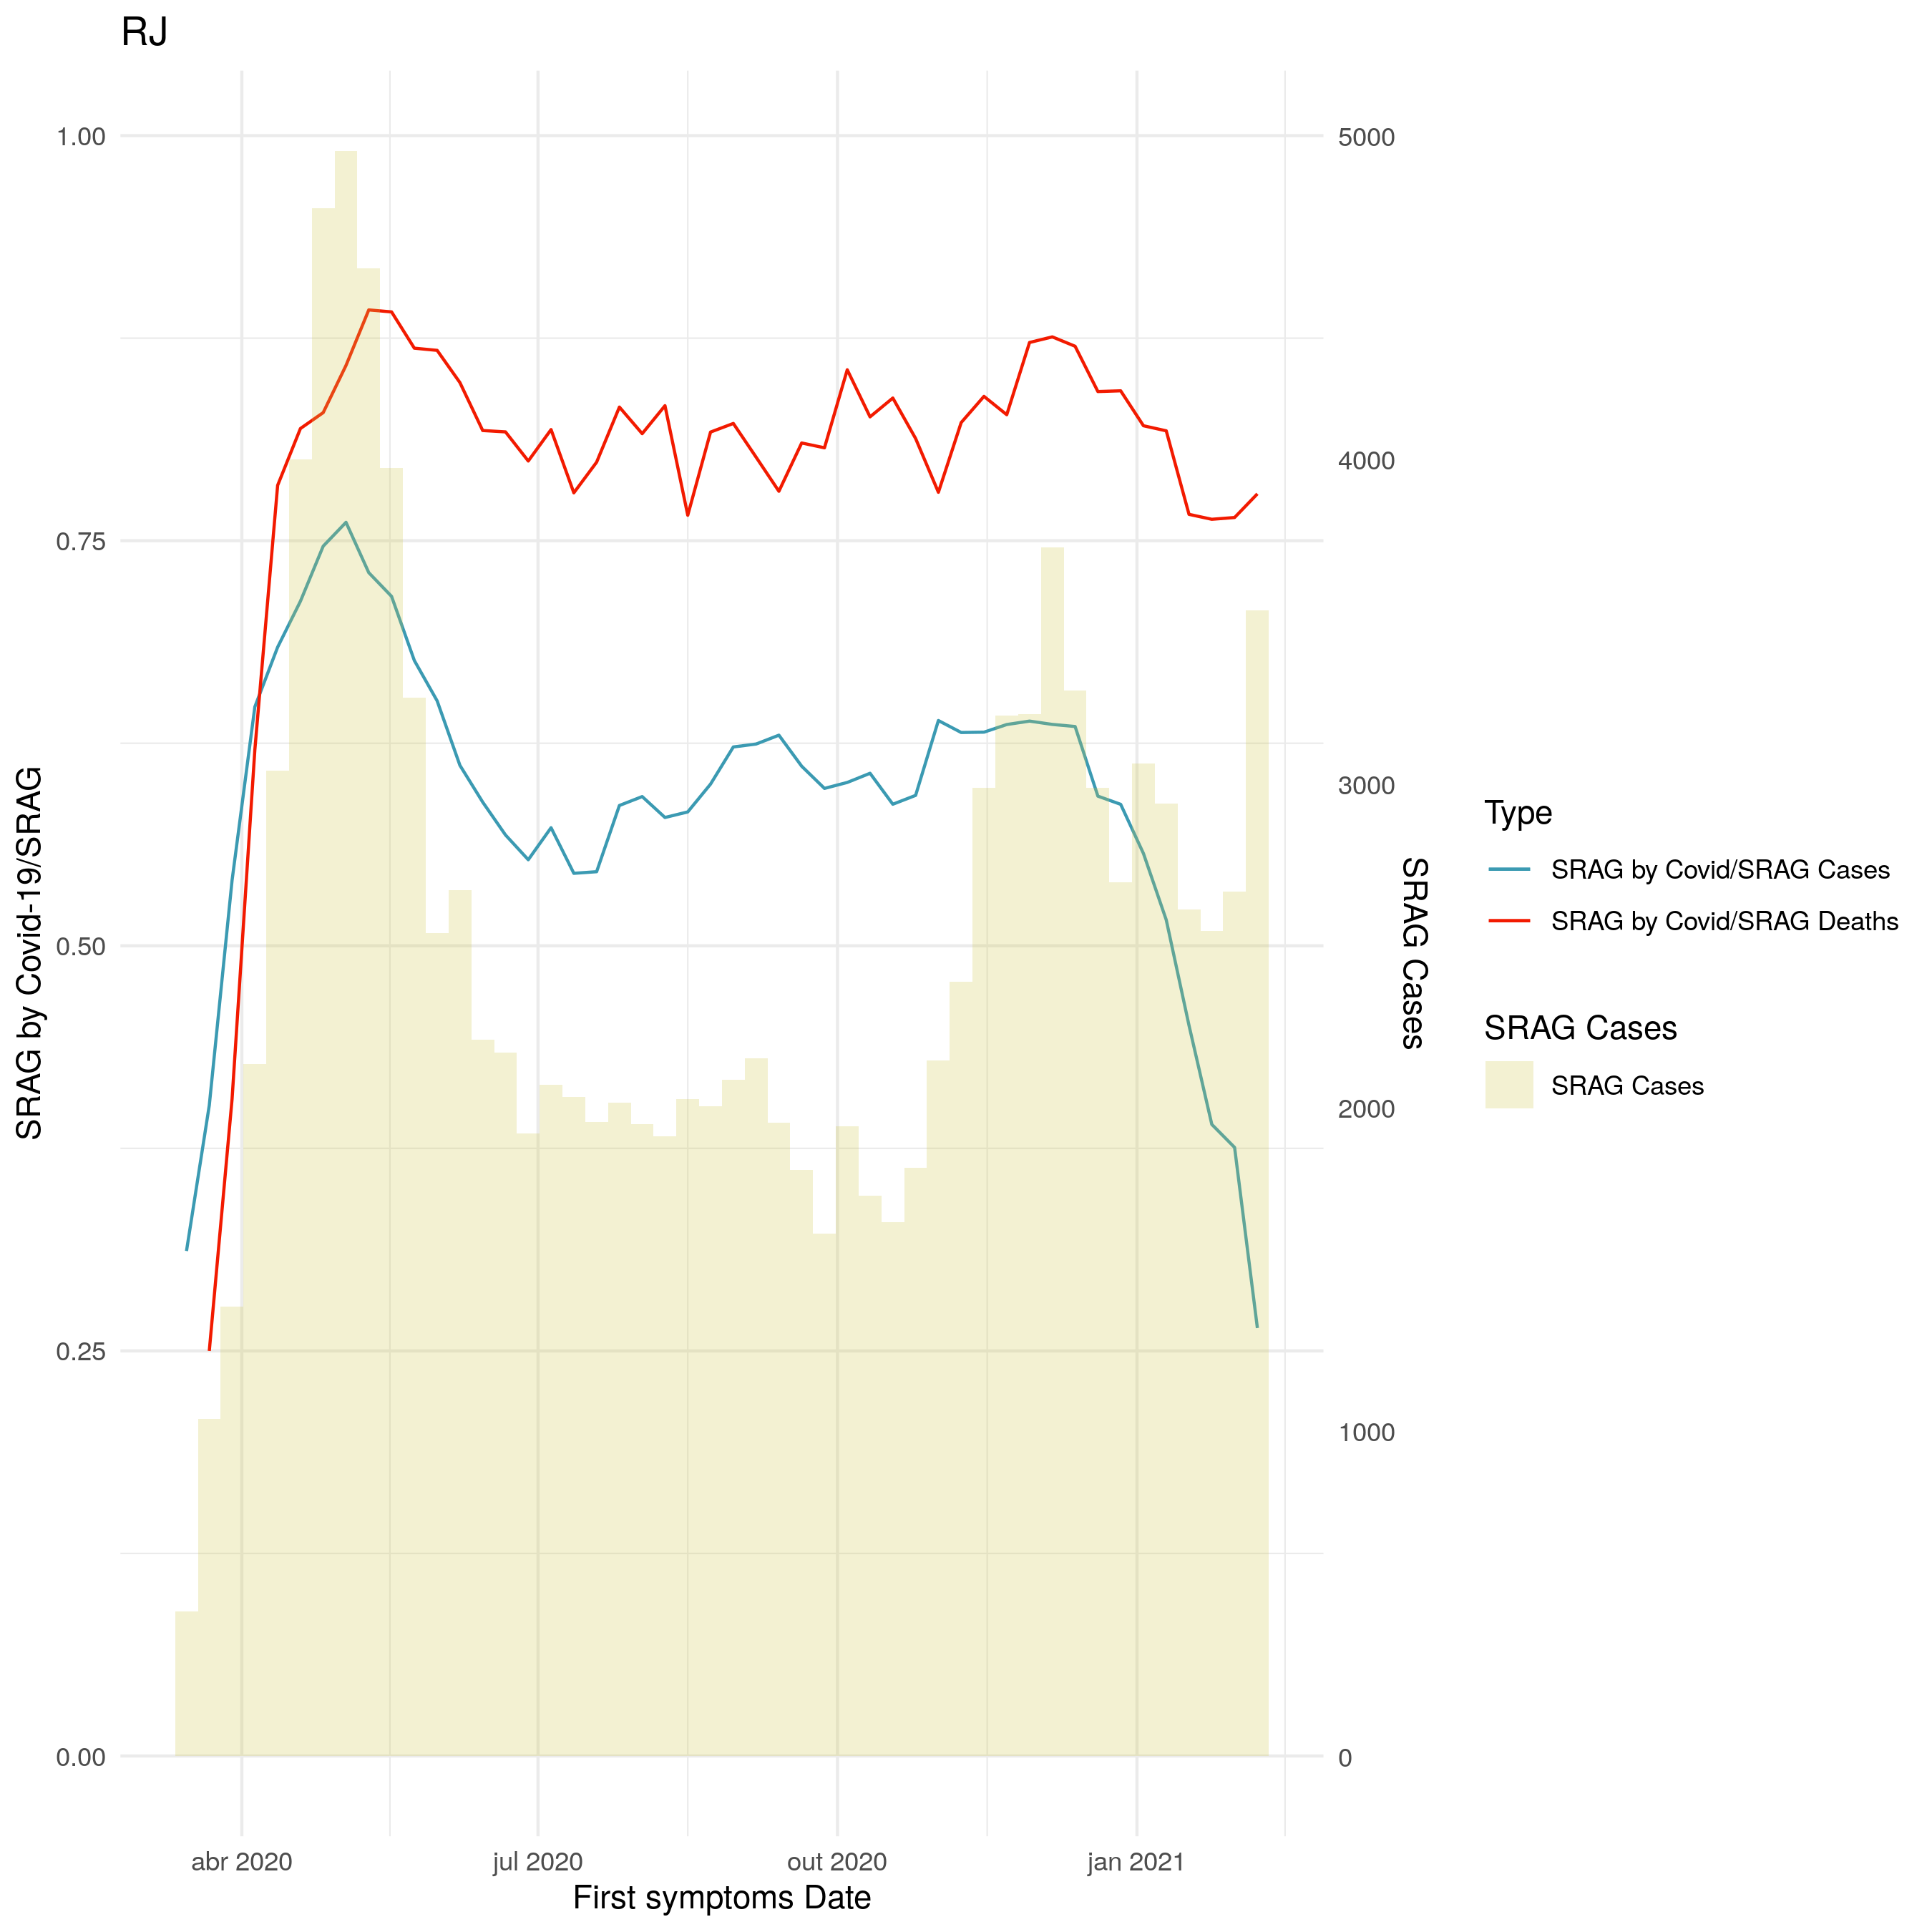 RJ
1.00
0.75
0.50
0.25
0.00
SRAG by Covid-19/SRAG
5000
4000
3000
2000
1000
0
SRAG Cases
abr 2020
jul 2020
out 2020
jan 2021
First symptoms Date
Type
SRAG by Covid/SRAG Cases
SRAG by Covid/SRAG Deaths
SRAG Cases
SRAG Cases